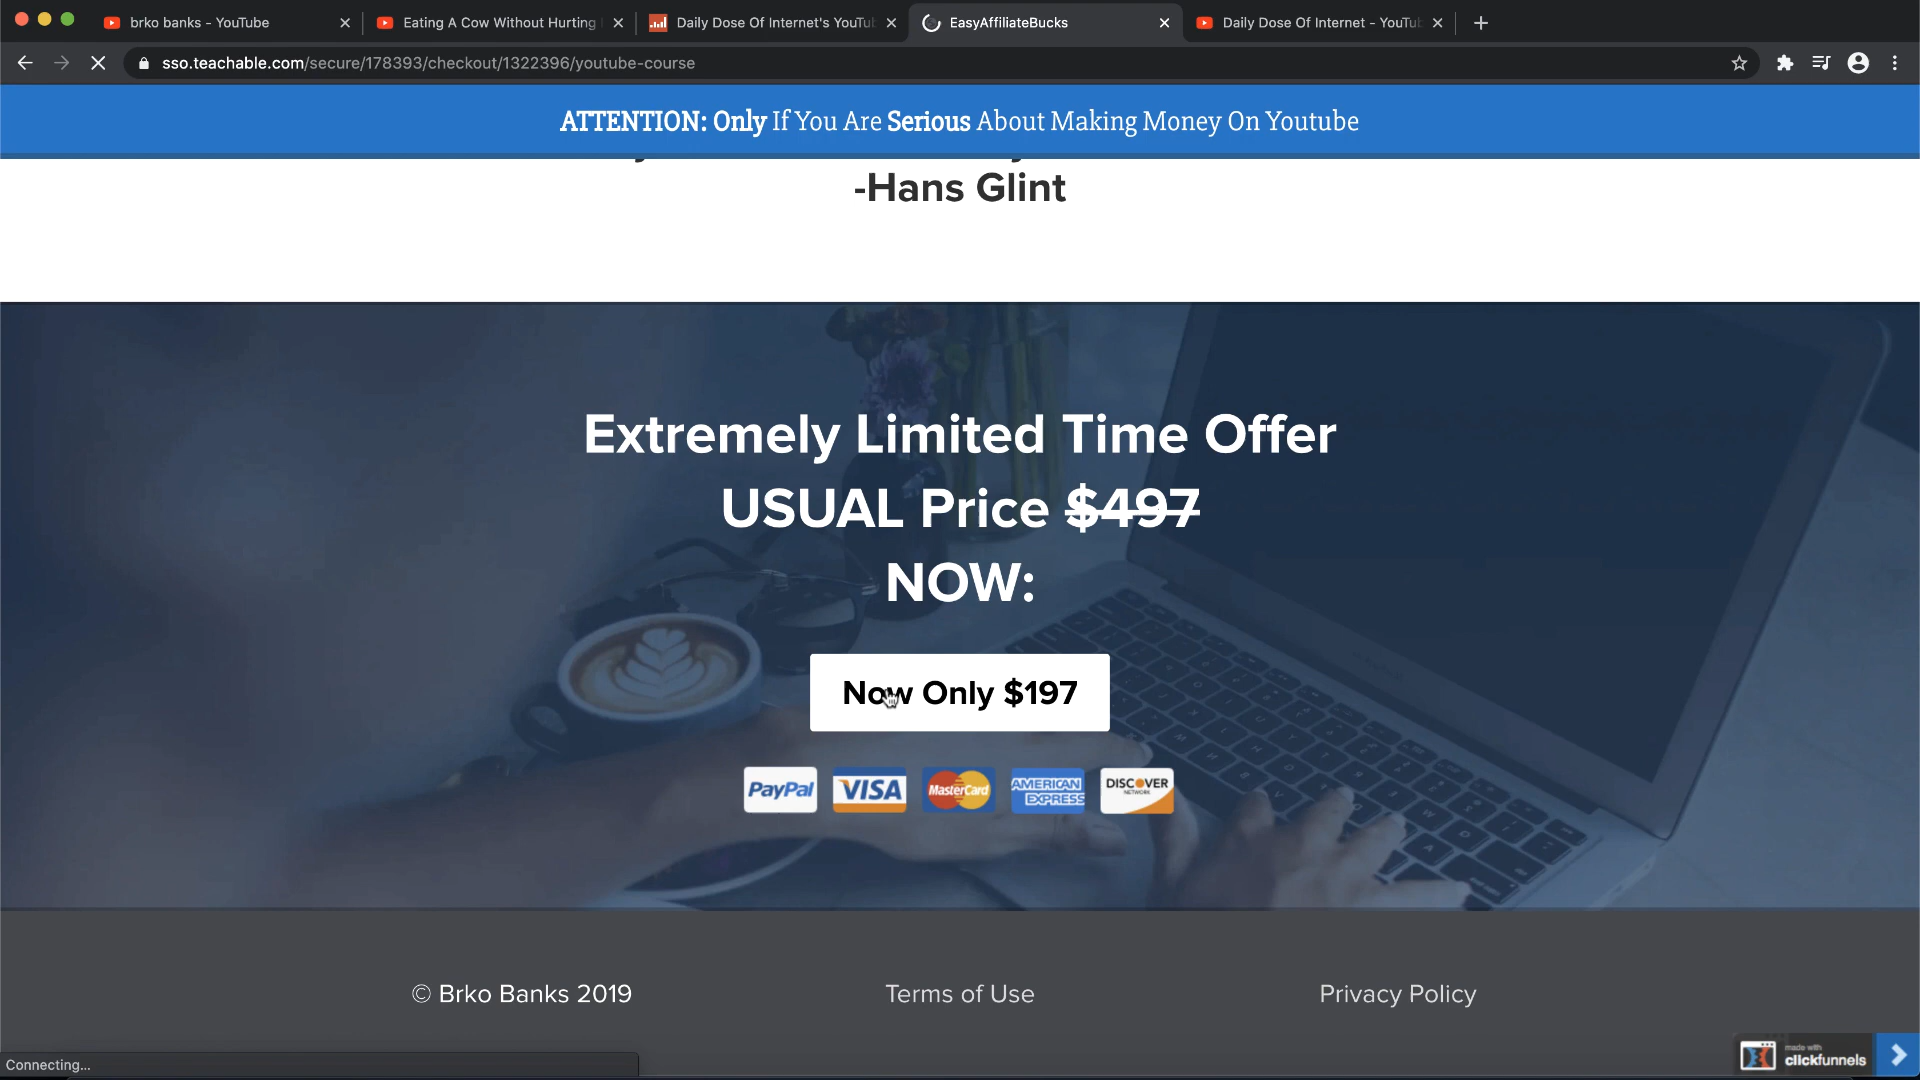 brko banks - YouTube
Eating A Cow Without Hurting
Daily Dose Of Internet's YouTu
EasyAffiliateBucks
Daily Dose Of Internet - YouTu
sso.teachable.com/secure/178393/checkout/1322396/youtube-course
ATTENTION: Only If You Are Serious About Making Money On Youtube
-Hans Glint
Extremely Limited Time Offer
USUAL Price $497
NOW:
Now Only $197
PayPal VISA MasterCard AMERICAN EXPRESS DISCOVER NETWORK
© Brko Banks 2019
Terms of Use
Privacy Policy
made with
clickfunnels
Connecting...